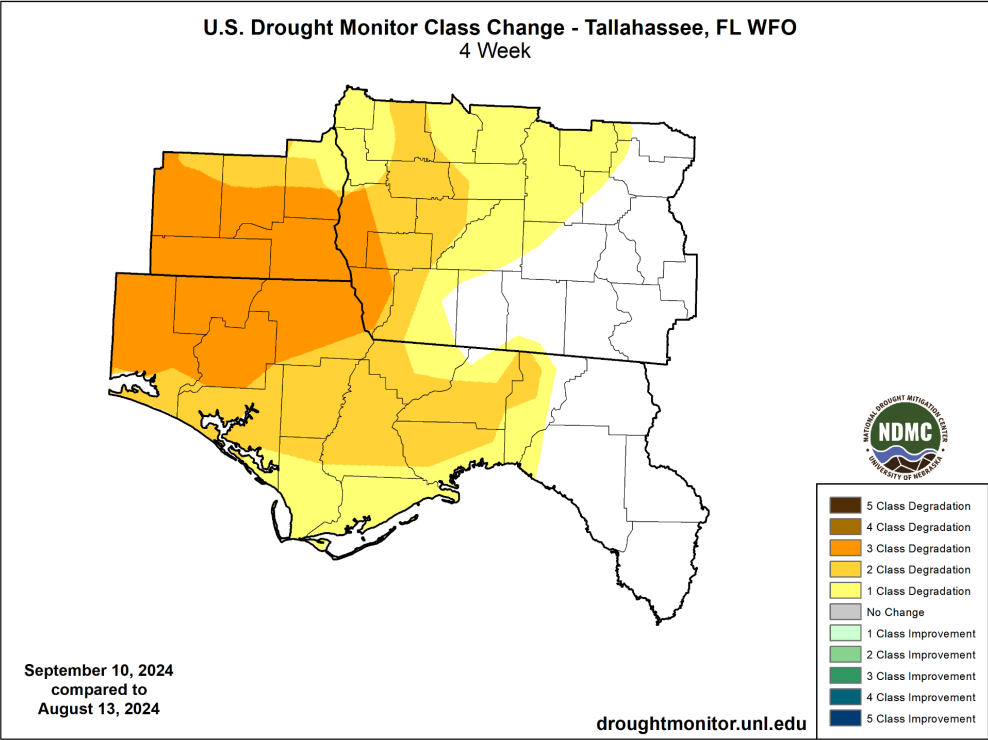 U.S. Drought Monitor Class Change - Tallahassee, FL WFO
4 Week
NATIONAL DROUGHT MITIGATION CENTER
NDMC
UNIVERSITY OF NEBRASKA
5 Class Degradation
4 Class Degradation
3 Class Degradation
2 Class Degradation
1 Class Degradation
No Change
1 Class Improvement
2 Class Improvement
3 Class Improvement
4 Class Improvement
5 Class Improvement
September 10, 2024
compared to
August 13, 2024
droughtmonitor.unl.edu